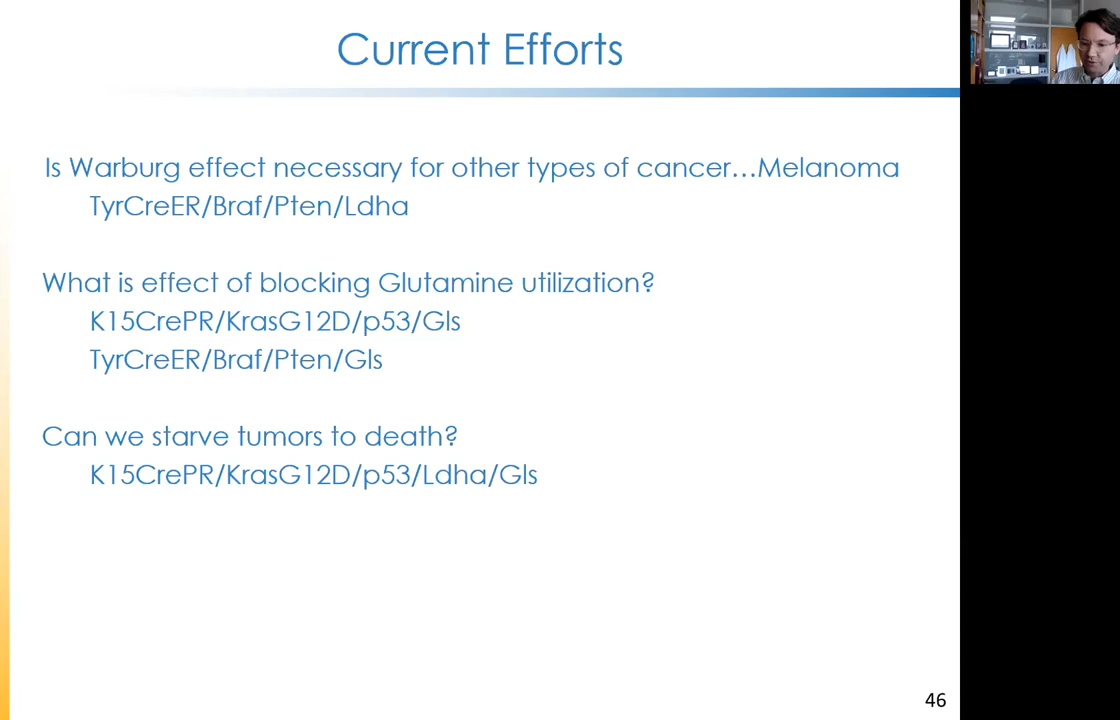 Current Efforts
Is Warburg effect necessary for other types of cancer…Melanoma
TyrCreER/Braf/Pten/Ldha
What is effect of blocking Glutamine utilization?
K15CrePR/KrasG12D/p53/Gls
TyrCreER/Braf/Pten/Gls
Can we starve tumors to death?
K15CrePR/KrasG12D/p53/Ldha/Gls
46